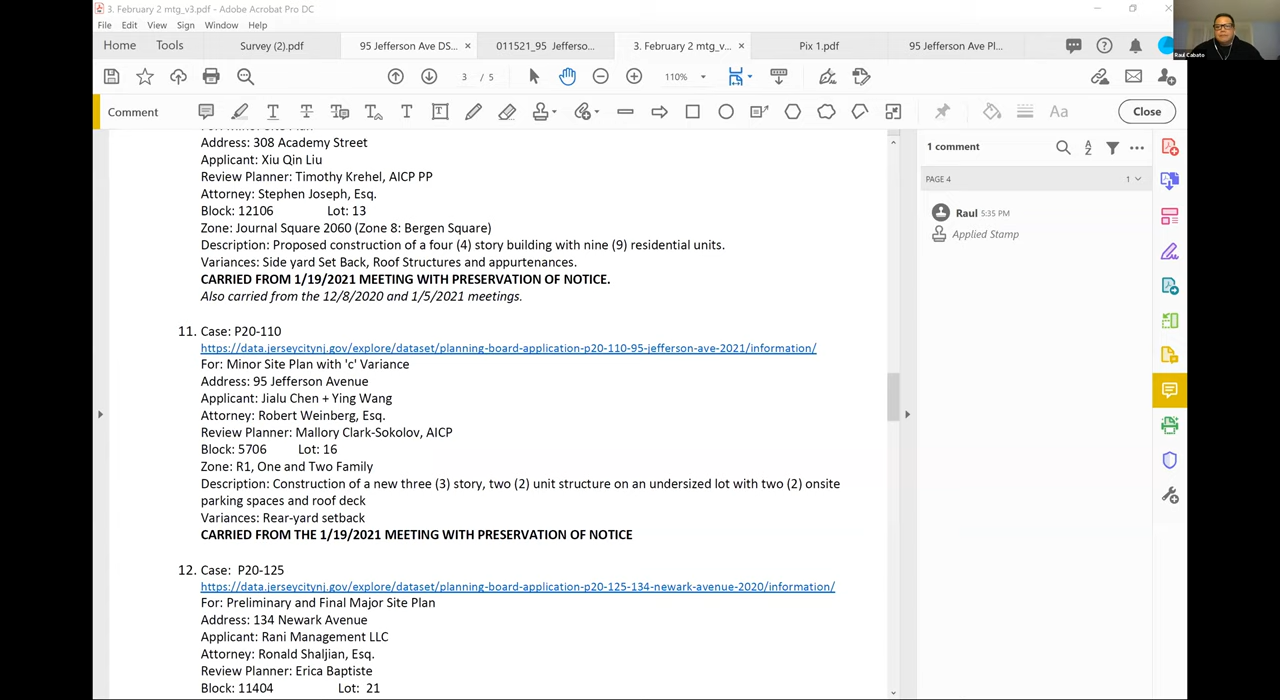 3. February 2 mtg_v3.pdf - Adobe Acrobat Pro DC
File Edit View Sign Window Help
Home Tools Survey (2).pdf 95 Jefferson Ave DS... × 011521_95 Jefferso... 3. February 2 mtg_v... × Pix 1.pdf 95 Jefferson Ave Pl...
3 / 5 110%
Comment Close
Address: 308 Academy Street
Applicant: Xiu Qin Liu
Review Planner: Timothy Krehel, AICP PP
Attorney: Stephen Joseph, Esq.
Block: 12106 Lot: 13
Zone: Journal Square 2060 (Zone 8: Bergen Square)
Description: Proposed construction of a four (4) story building with nine (9) residential units.
Variances: Side yard Set Back, Roof Structures and appurtenances.
CARRIED FROM 1/19/2021 MEETING WITH PRESERVATION OF NOTICE.
Also carried from the 12/8/2020 and 1/5/2021 meetings.
11. Case: P20-110
https://data.jerseycitynj.gov/explore/dataset/planning-board-application-p20-110-95-jefferson-ave-2021/information/
For: Minor Site Plan with 'c' Variance
Address: 95 Jefferson Avenue
Applicant: Jialu Chen + Ying Wang
Attorney: Robert Weinberg, Esq.
Review Planner: Mallory Clark-Sokolov, AICP
Block: 5706 Lot: 16
Zone: R1, One and Two Family
Description: Construction of a new three (3) story, two (2) unit structure on an undersized lot with two (2) onsite
parking spaces and roof deck
Variances: Rear-yard setback
CARRIED FROM THE 1/19/2021 MEETING WITH PRESERVATION OF NOTICE
12. Case: P20-125
https://data.jerseycitynj.gov/explore/dataset/planning-board-application-p20-125-134-newark-avenue-2020/information/
For: Preliminary and Final Major Site Plan
Address: 134 Newark Avenue
Applicant: Rani Management LLC
Attorney: Ronald Shaljian, Esq.
Review Planner: Erica Baptiste
Block: 11404 Lot: 21
1 comment
PAGE 4 1
Raul 5:35 PM
Applied Stamp
Raul Cabato